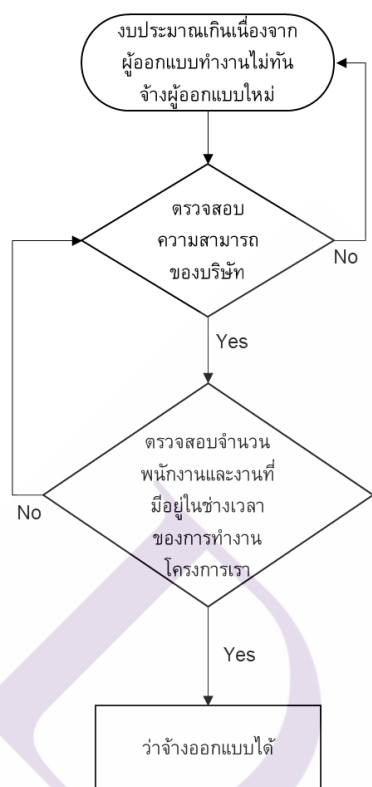 งบประมาณเกินเนื่องจาก
ผู้ออกแบบทำงานไม่ทัน
จ้างผู้ออกแบบใหม่
ตรวจสอบ
ความสามารถ
ของบริษัท
No
Yes
ตรวจสอบจำนวน
พนักงานและงานที่
มีอยู่ในช่างเวลา
ของการทำงาน
โครงการเรา
No
Yes
ว่าจ้างออกแบบได้